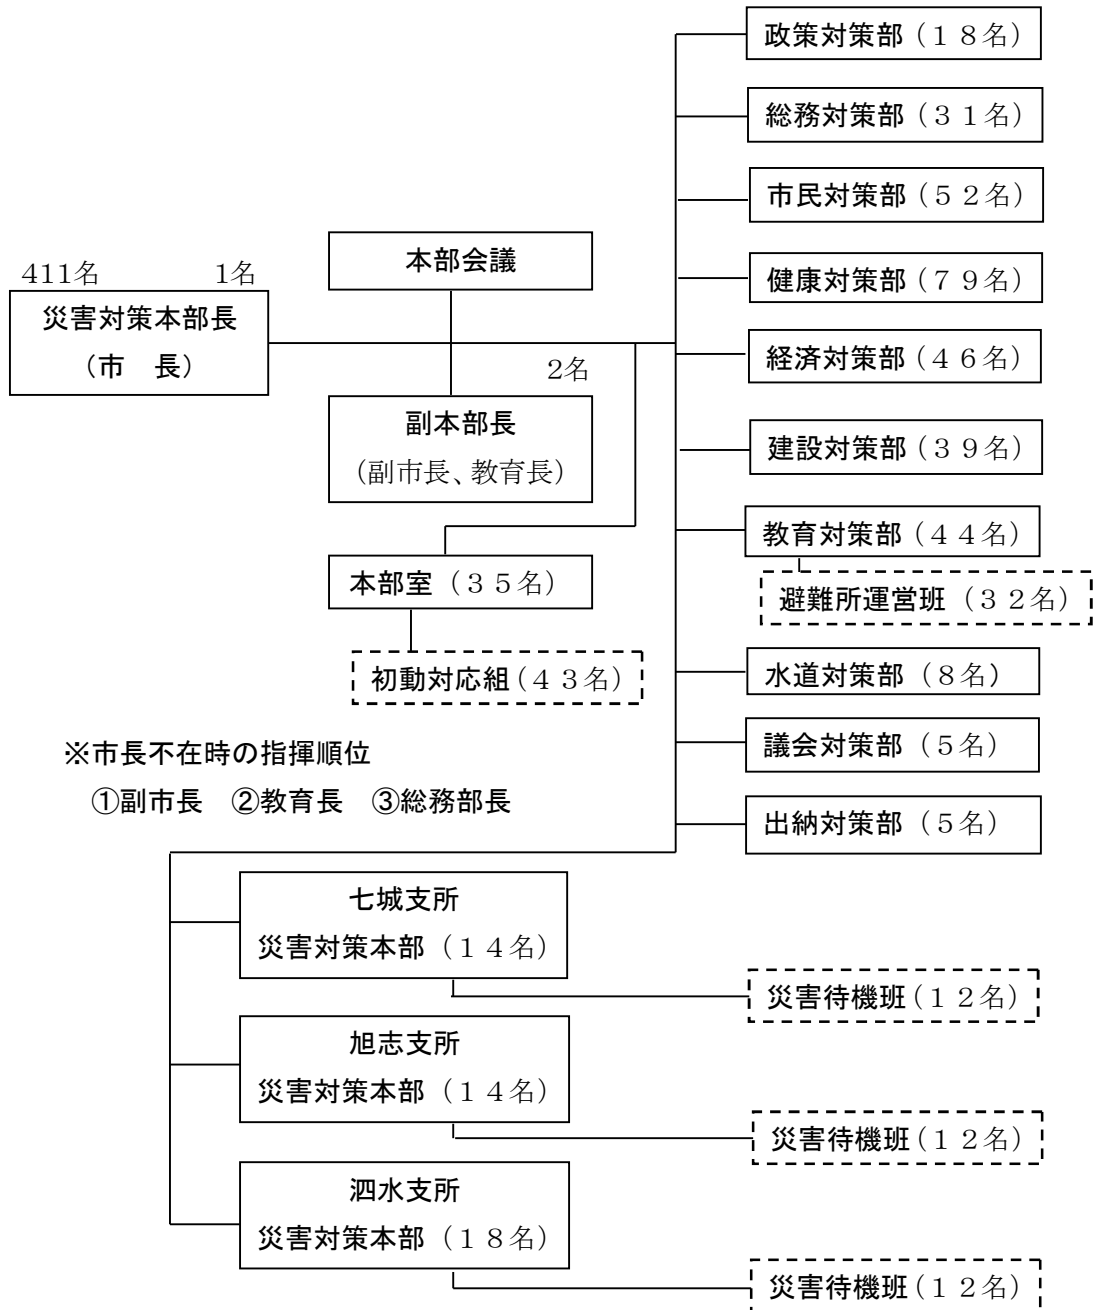 政策対策部（１８名）
総務対策部（３１名）
市民対策部（５２名）
健康対策部（７９名）
経済対策部（４６名）
建設対策部（３９名）
教育対策部（４４名）
避難所運営班（３２名）
水道対策部（８名）
議会対策部（５名）
出納対策部（５名）
411名　1名
災害対策本部長
（市　長）
本部会議
2名
副本部長
（副市長、教育長）
本部室（３５名）
初動対応組（４３名）
※市長不在時の指揮順位
①副市長　②教育長　③総務部長
七城支所
災害対策本部（１４名）
災害待機班（１２名）
旭志支所
災害対策本部（１４名）
災害待機班（１２名）
泗水支所
災害対策本部（１８名）
災害待機班（１２名）